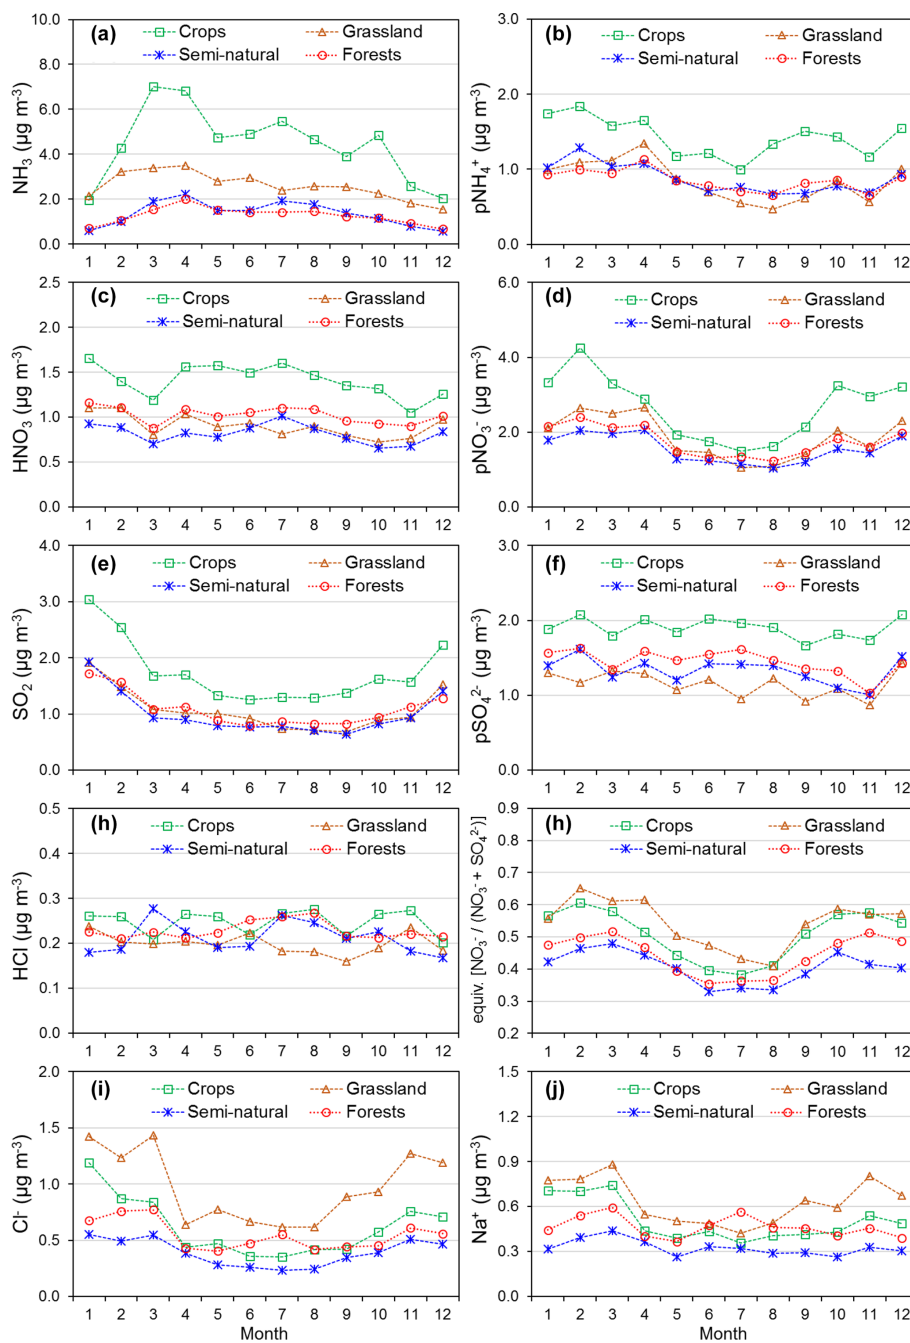 (a) Crops Grassland
Semi-natural Forests
NH₃ (µg m⁻³)
10.0
8.0
6.0
4.0
2.0
0.0
1 2 3 4 5 6 7 8 9 10 11 12
(b) Crops Grassland
Semi-natural Forests
pNH₄⁺ (µg m⁻³)
3.0
2.0
1.0
0.0
1 2 3 4 5 6 7 8 9 10 11 12
(c) Crops Grassland
Semi-natural Forests
HNO₃ (µg m⁻³)
2.5
2.0
1.5
1.0
0.5
0.0
1 2 3 4 5 6 7 8 9 10 11 12
(d) Crops Grassland
Semi-natural Forests
pNO₃⁻ (µg m⁻³)
6.0
4.0
2.0
0.0
1 2 3 4 5 6 7 8 9 10 11 12
(e) Crops Grassland
Semi-natural Forests
SO₂ (µg m⁻³)
4.0
3.0
2.0
1.0
0.0
1 2 3 4 5 6 7 8 9 10 11 12
(f) Crops Grassland
Semi-natural Forests
pSO₄²⁻ (µg m⁻³)
3.0
2.0
1.0
0.0
1 2 3 4 5 6 7 8 9 10 11 12
(h) Crops Grassland
Semi-natural Forests
HCl (µg m⁻³)
0.5
0.4
0.3
0.2
0.1
0.0
1 2 3 4 5 6 7 8 9 10 11 12
(h) Crops Grassland
Semi-natural Forests
equiv. [NO₃⁻ / (NO₃⁻ + SO₄²⁻)]
0.9
0.8
0.7
0.6
0.5
0.4
0.3
0.2
1 2 3 4 5 6 7 8 9 10 11 12
(i) Crops Grassland
Semi-natural Forests
Cl⁻ (µg m⁻³)
2.0
1.5
1.0
0.5
0.0
1 2 3 4 5 6 7 8 9 10 11 12
Month
(j) Crops Grassland
Semi-natural Forests
Na⁺ (µg m⁻³)
1.5
1.2
0.9
0.6
0.3
0.0
1 2 3 4 5 6 7 8 9 10 11 12
Month